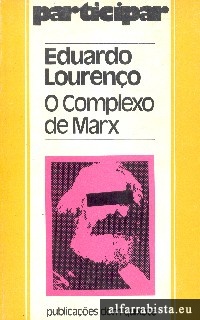 participar
Eduardo
Lourenço
O Complexo
de Marx
publicações
alfarrabista.eu